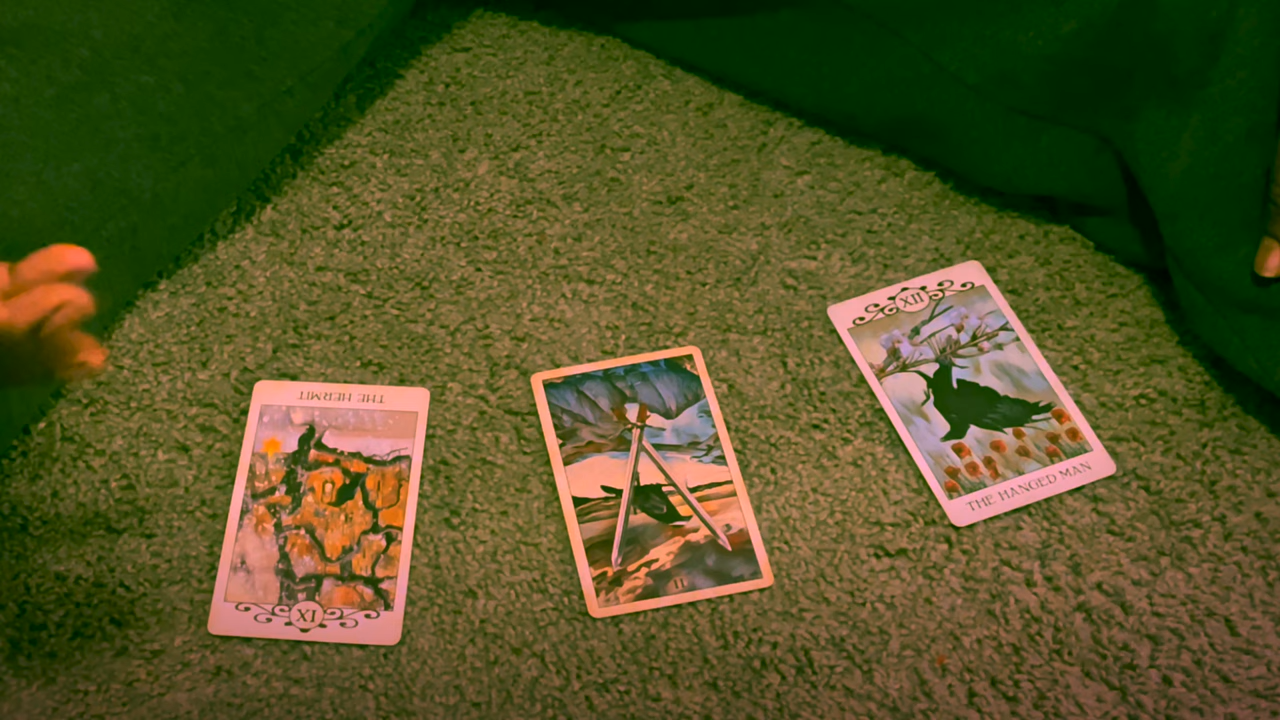 THE HERMIT
IX
II
XII
THE HANGED MAN